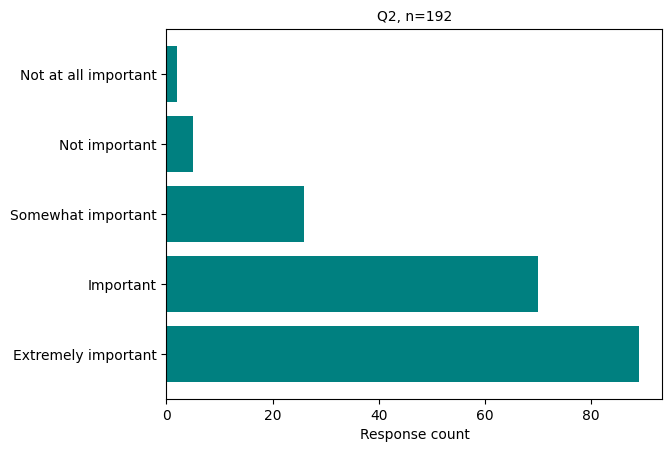 Q2, n=192
Not at all important
Not important
Somewhat important
Important
Extremely important
0 20 40 60 80
Response count